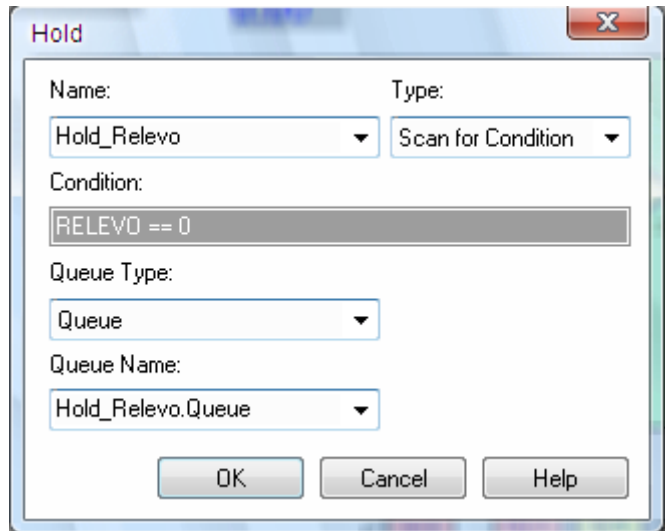 Hold
Name: Type:
Hold_Relevo Scan for Condition
Condition:
RELEVO == 0
Queue Type:
Queue
Queue Name:
Hold_Relevo.Queue
OK Cancel Help